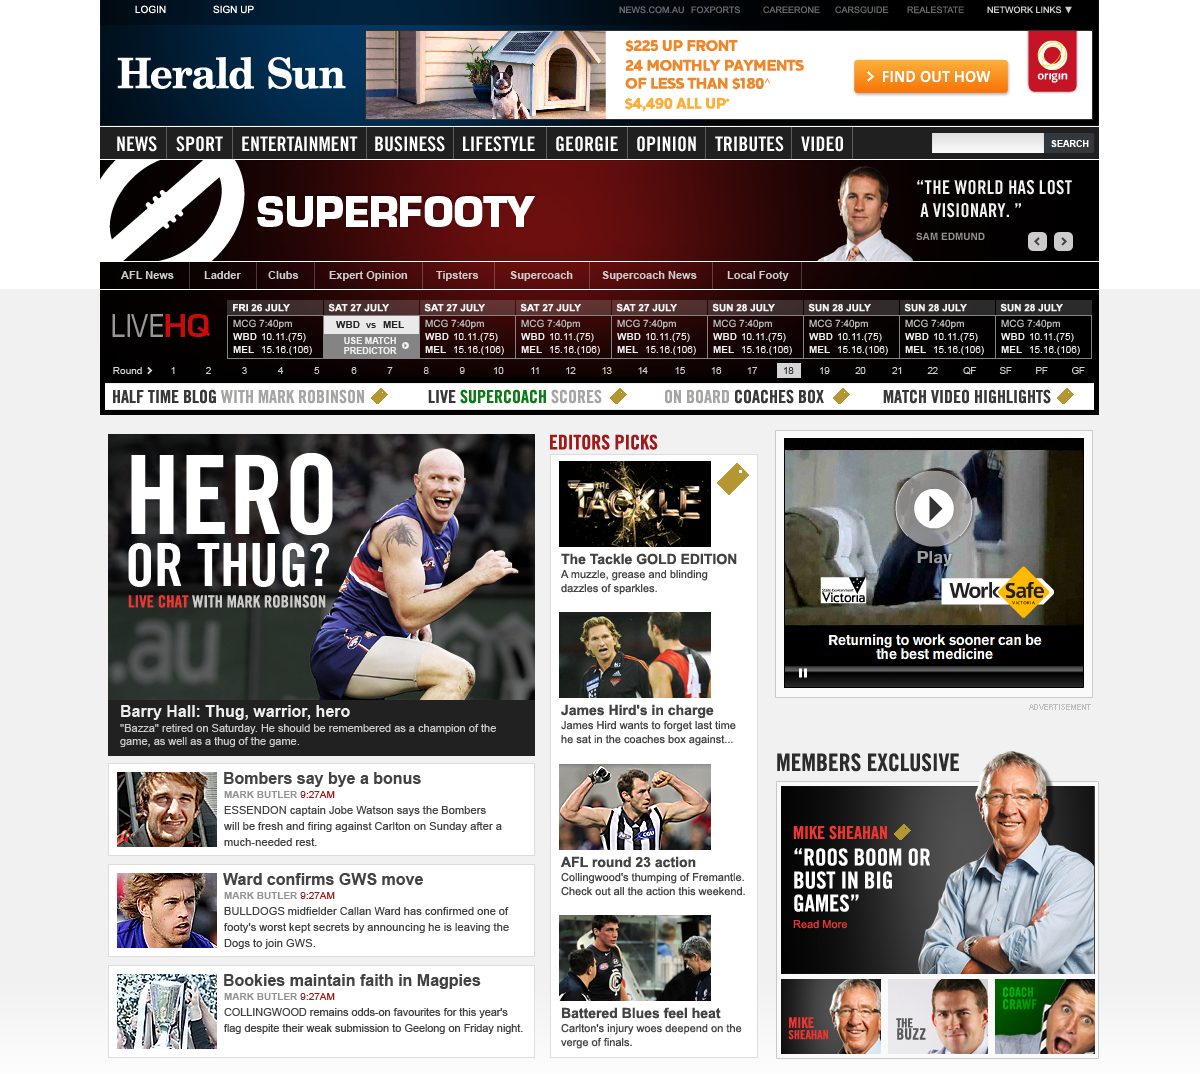 LOGIN SIGN UP NEWS.COM.AU FOXPORTS CAREERONE CARSGUIDE REALESTATE NETWORK LINKS ▼
Herald Sun
$225 UP FRONT
24 MONTHLY PAYMENTS
OF LESS THAN $180^
$4,490 ALL UP*
> FIND OUT HOW
origin
NEWS SPORT ENTERTAINMENT BUSINESS LIFESTYLE GEORGIE OPINION TRIBUTES VIDEO SEARCH
SUPERFOOTY
“THE WORLD HAS LOST
A VISIONARY. ”
SAM EDMUND
AFL News Ladder Clubs Expert Opinion Tipsters Supercoach Supercoach News Local Footy
LIVEHQ
FRI 26 JULY SAT 27 JULY SAT 27 JULY SAT 27 JULY SAT 27 JULY SUN 28 JULY SUN 28 JULY SUN 28 JULY SUN 28 JULY
MCG 7:40pm WBD vs MEL MCG 7:40pm MCG 7:40pm MCG 7:40pm MCG 7:40pm MCG 7:40pm MCG 7:40pm MCG 7:40pm
WBD 10.11.(75) USE MATCH WBD 10.11.(75) WBD 10.11.(75) WBD 10.11.(75) WBD 10.11.(75) WBD 10.11.(75) WBD 10.11.(75) WBD 10.11.(75)
MEL 15.16.(106) PREDICTOR MEL 15.16.(106) MEL 15.16.(106) MEL 15.16.(106) MEL 15.16.(106) MEL 15.16.(106) MEL 15.16.(106) MEL 15.16.(106)
Round > 1 2 3 4 5 6 7 8 9 10 11 12 13 14 15 16 17 18 19 20 21 22 QF SF PF GF
HALF TIME BLOG WITH MARK ROBINSON LIVE SUPERCOACH SCORES ON BOARD COACHES BOX MATCH VIDEO HIGHLIGHTS
HERO
OR THUG?
LIVE CHAT WITH MARK ROBINSON
.au
Barry Hall: Thug, warrior, hero
"Bazza" retired on Saturday. He should be remembered as a champion of the
game, as well as a thug of the game.
Bombers say bye a bonus
MARK BUTLER 9:27AM
ESSENDON captain Jobe Watson says the Bombers
will be fresh and firing against Carlton on Sunday after a
much-needed rest.
Ward confirms GWS move
MARK BUTLER 9:27AM
BULLDOGS midfielder Callan Ward has confirmed one of
footy's worst kept secrets by announcing he is leaving the
Dogs to join GWS.
Bookies maintain faith in Magpies
MARK BUTLER 9:27AM
COLLINGWOOD remains odds-on favourites for this year's
flag despite their weak submission to Geelong on Friday night.
EDITORS PICKS
THE
TACKLE
The Tackle GOLD EDITION
A muzzle, grease and blinding
dazzles of sparkles.
James Hird's in charge
James Hird wants to forget last time
he sat in the coaches box against...
AFL round 23 action
Collingwood's thumping of Fremantle.
Check out all the action this weekend.
Battered Blues feel heat
Carlton's injury woes deepend on the
verge of finals.
Play
Victoria
WorkSafe
VICTORIA
Returning to work sooner can be
the best medicine
ADVERTISEMENT
MEMBERS EXCLUSIVE
MIKE SHEAHAN
“ROOS BOOM OR
BUST IN BIG
GAMES”
Read More
MIKE
SHEAHAN
THE
BUZZ
COACH
CRAWF